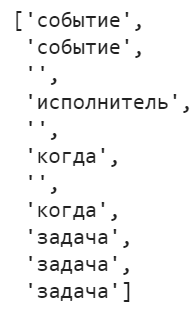 ['событие',
'событие',
'',
'исполнитель',
'',
'когда',
'',
'когда',
'задача',
'задача',
'задача']